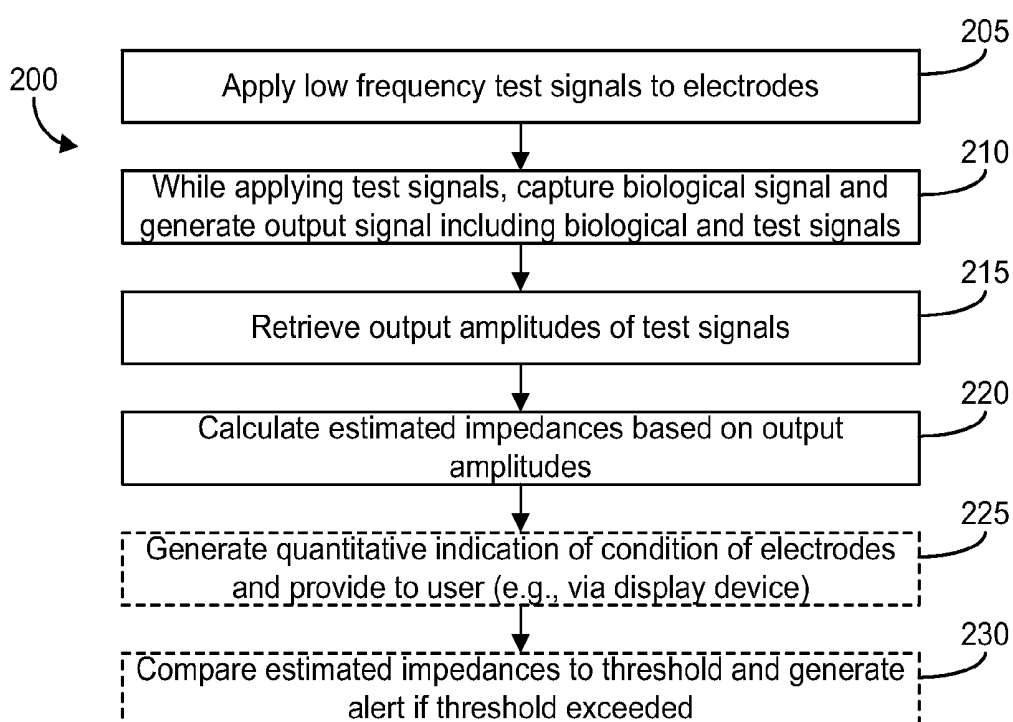 200
205
Apply low frequency test signals to electrodes
210
While applying test signals, capture biological signal and
generate output signal including biological and test signals
215
Retrieve output amplitudes of test signals
220
Calculate estimated impedances based on output
amplitudes
225
Generate quantitative indication of condition of electrodes
and provide to user (e.g., via display device)
230
Compare estimated impedances to threshold and generate
alert if threshold exceeded